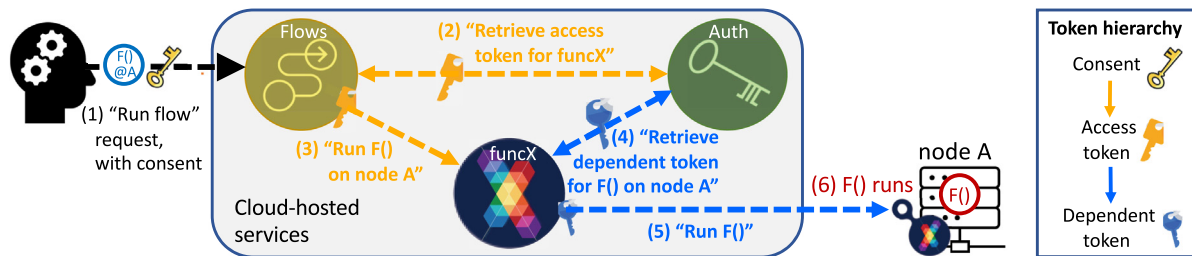 F()
@A
(1) “Run flow”
request,
with consent
Flows
(2) “Retrieve access
token for funcX”
Auth
(3) “Run F()
on node A”
funcX
(4) “Retrieve
dependent token
for F() on node A”
Cloud-hosted
services
(5) “Run F()”
(6) F() runs
node A
F()
Token hierarchy
Consent
Access
token
Dependent
token